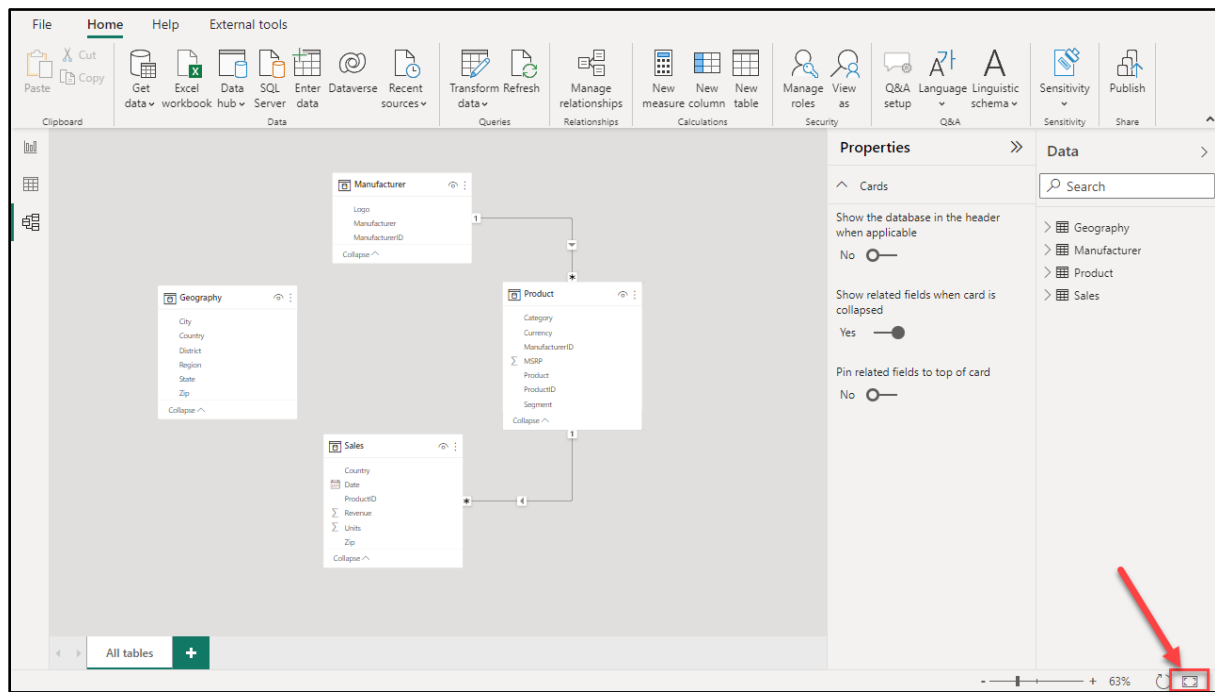 File Home Help External tools
Paste
Cut
Copy
Get data
Excel workbook
Data hub
SQL Server
Enter data
Dataverse
Recent sources
Transform data
Refresh
Manage relationships
New measure
New column
New table
Manage roles
View as
Q&A setup
Language
Linguistic schema
Sensitivity
Publish
Clipboard
Data
Queries
Relationships
Calculations
Security
Q&A
Sensitivity
Share
Manufacturer
Logo
Manufacturer
ManufacturerID
Collapse
1
*
Geography
City
Country
District
Region
State
Zip
Collapse
Product
Category
Currency
ManufacturerID
Σ MSRP
Product
ProductID
Segment
Collapse
1
*
Sales
Country
Date
ProductID
Σ Revenue
Σ Units
Zip
Collapse
Properties
Cards
Show the database in the header
when applicable
No
Show related fields when card is
collapsed
Yes
Pin related fields to top of card
No
Data
Search
Geography
Manufacturer
Product
Sales
All tables +
- + 63%